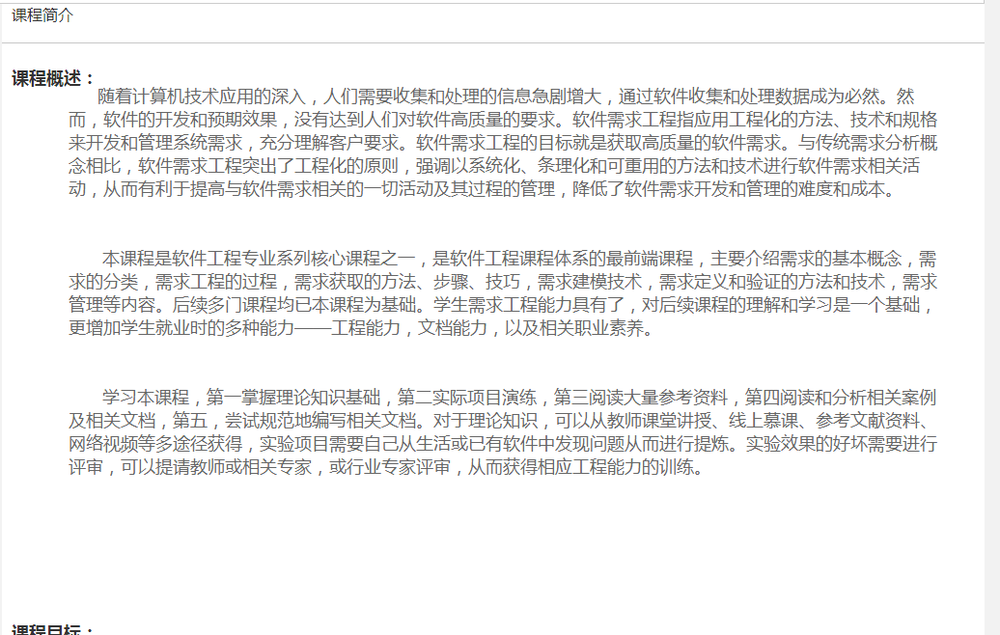 课程简介
课程概述：
随着计算机技术应用的深入，人们需要收集和处理的信息急剧增大，通过软件收集和处理数据成为必然。然
而，软件的开发和预期效果，没有达到人们对软件高质量的要求。软件需求工程指应用工程化的方法、技术和规格
来开发和管理系统需求，充分理解客户要求。软件需求工程的目标就是获取高质量的软件需求。与传统需求分析概
念相比，软件需求工程突出了工程化的原则，强调以系统化、条理化和可重用的方法和技术进行软件需求相关活
动，从而有利于提高与软件需求相关的一切活动及其过程的管理，降低了软件需求开发和管理的难度和成本。
本课程是软件工程专业系列核心课程之一，是软件工程课程体系的最前端课程，主要介绍需求的基本概念，需
求的分类，需求工程的过程，需求获取的方法、步骤、技巧，需求建模技术，需求定义和验证的方法和技术，需求
管理等内容。后续多门课程均已本课程为基础。学生需求工程能力具有了，对后续课程的理解和学习是一个基础，
更增加学生就业时的多种能力——工程能力，文档能力，以及相关职业素养。
学习本课程，第一掌握理论知识基础，第二实际项目演练，第三阅读大量参考资料，第四阅读和分析相关案例
及相关文档，第五，尝试规范地编写相关文档。对于理论知识，可以从教师课堂讲授、线上慕课、参考文献资料、
网络视频等多途径获得，实验项目需要自己从生活或已有软件中发现问题从而进行提炼。实验效果的好坏需要进行
评审，可以提请教师或相关专家，或行业专家评审，从而获得相应工程能力的训练。
课程目标：